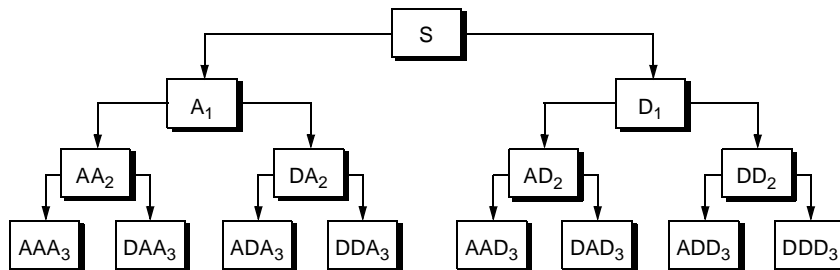 S
A₁ D₁
AA₂ DA₂ AD₂ DD₂
AAA₃ DAA₃ ADA₃ DDA₃ AAD₃ DAD₃ ADD₃ DDD₃